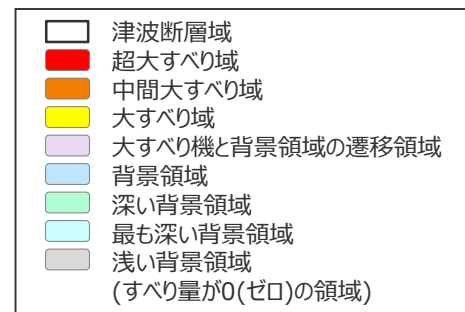 津波断層域
超大すべり域
中間大すべり域
大すべり域
大すべり機と背景領域の遷移領域
背景領域
深い背景領域
最も深い背景領域
浅い背景領域
(すべり量が0(ゼロ)の領域)